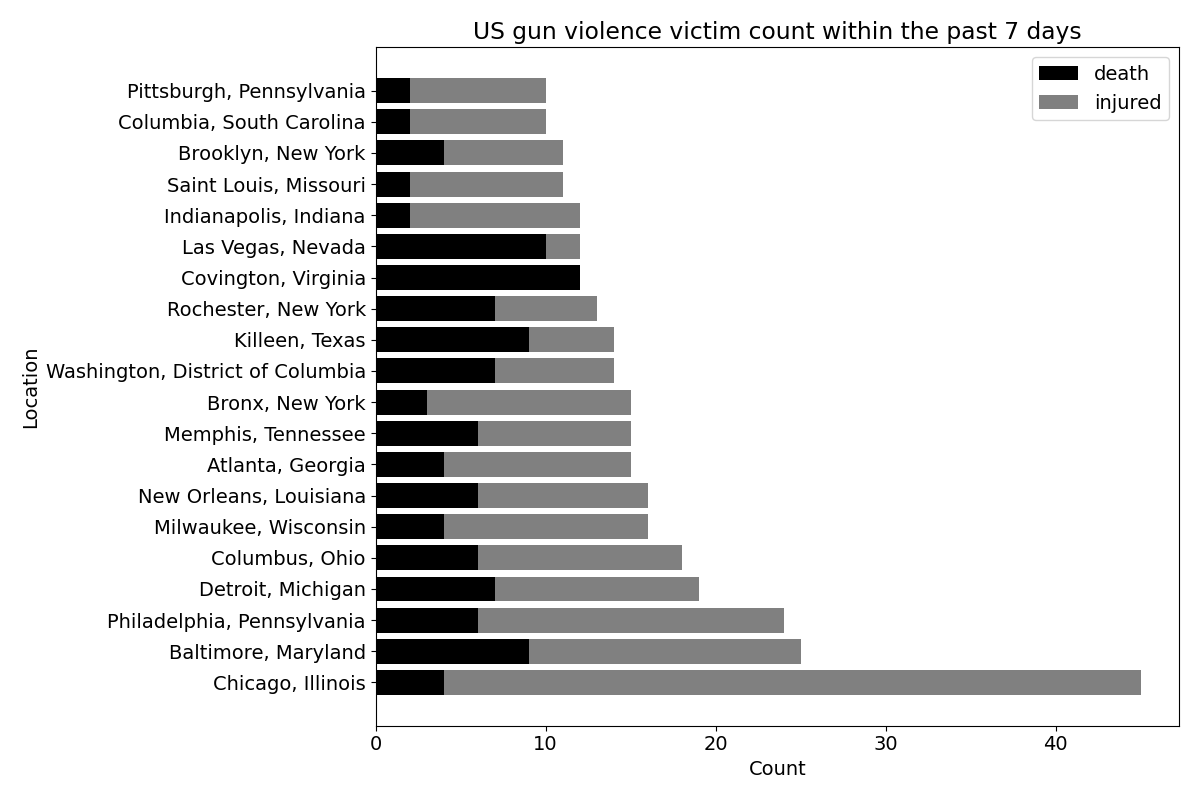 US gun violence victim count within the past 7 days
death
injured
Pittsburgh, Pennsylvania
Columbia, South Carolina
Brooklyn, New York
Saint Louis, Missouri
Indianapolis, Indiana
Las Vegas, Nevada
Covington, Virginia
Rochester, New York
Killeen, Texas
Washington, District of Columbia
Bronx, New York
Memphis, Tennessee
Atlanta, Georgia
New Orleans, Louisiana
Milwaukee, Wisconsin
Columbus, Ohio
Detroit, Michigan
Philadelphia, Pennsylvania
Baltimore, Maryland
Chicago, Illinois
Location
0 10 20 30 40
Count